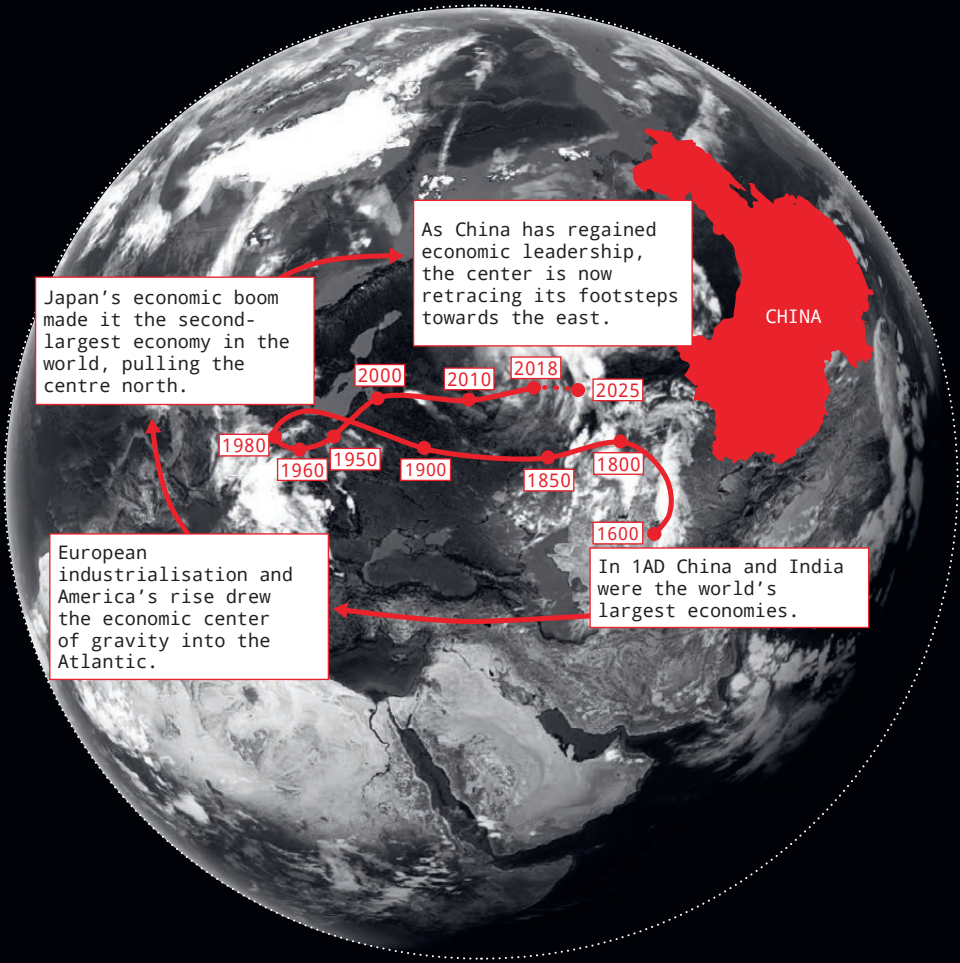 As China has regained
economic leadership,
the center is now
retracing its footsteps
towards the east.
Japan's economic boom
made it the second-
largest economy in the
world, pulling the
centre north.
CHINA
2000
2010
2018
2025
1980
1960
1950
1900
1850
1800
1600
European
industrialisation and
America's rise drew
the economic center
of gravity into the
Atlantic.
In 1AD China and India
were the world's
largest economies.